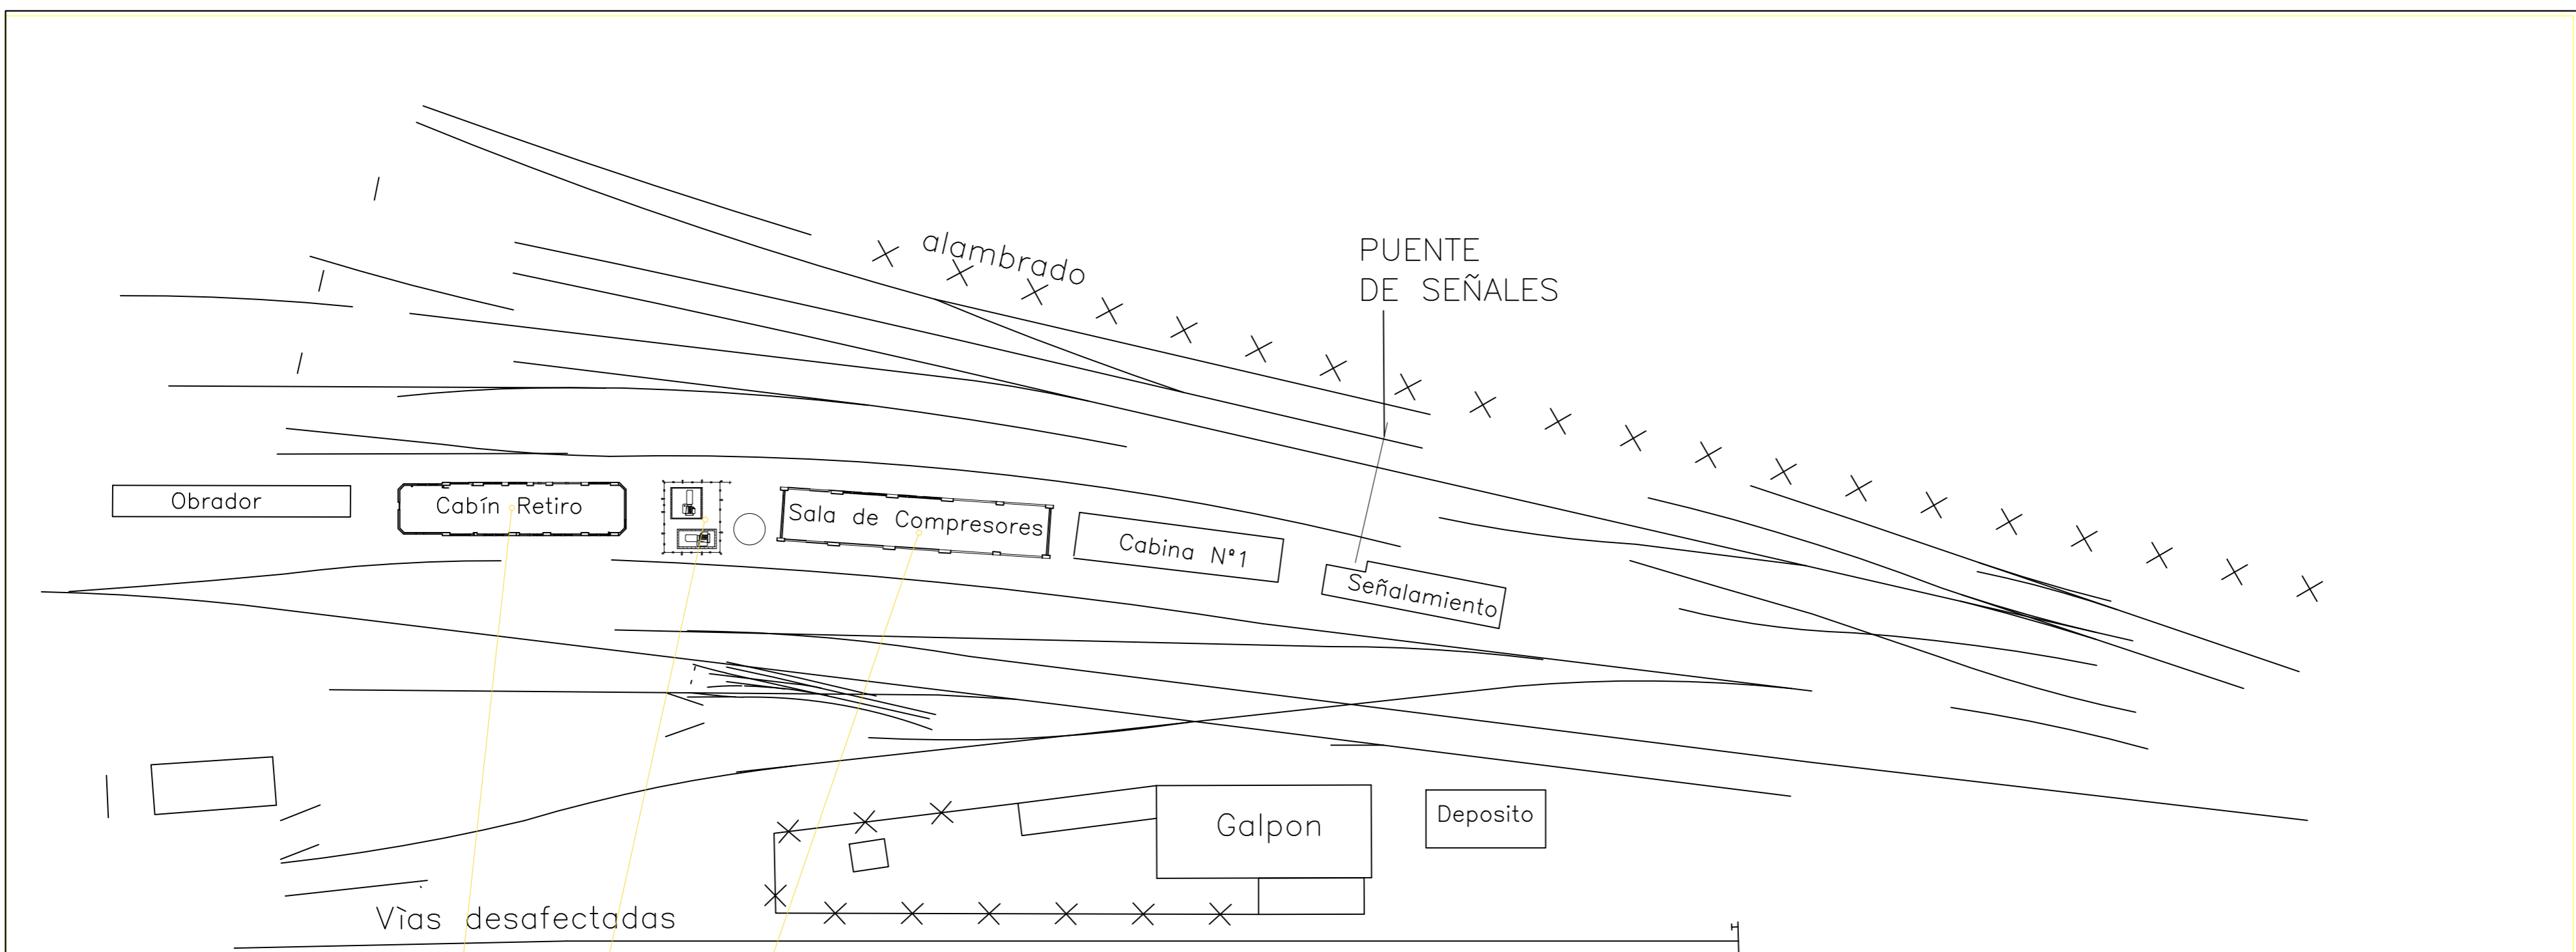 alambrado
PUENTE
DE SEÑALES
Obrador
Cabín Retiro
Sala de Compresores
Cabina N°1
Señalamiento
Galpon
Deposito
Vìas desafectadas